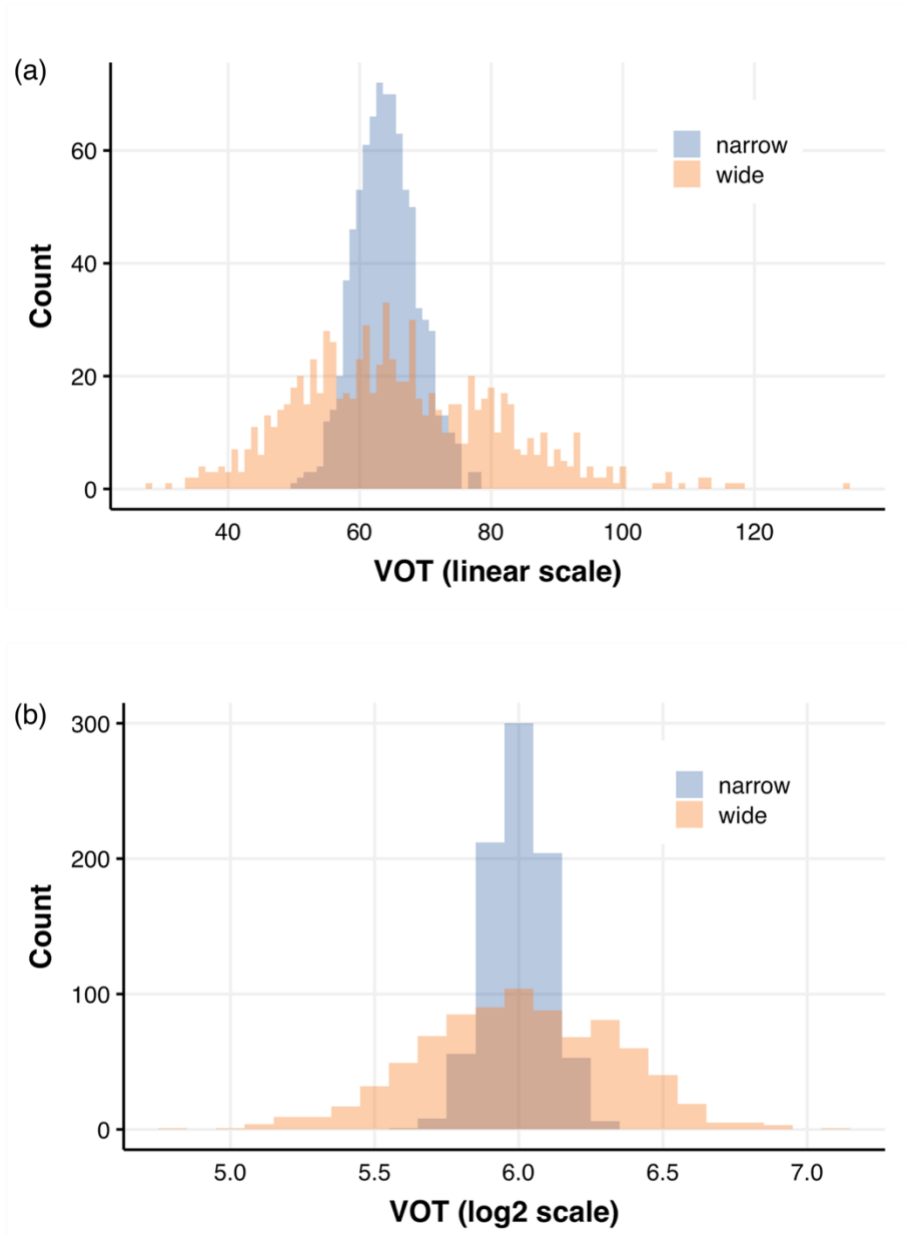 (a)
60
40
20
0
Count
narrow
wide
40 60 80 100 120
VOT (linear scale)
(b)
300
200
100
0
Count
narrow
wide
5.0 5.5 6.0 6.5 7.0
VOT (log2 scale)